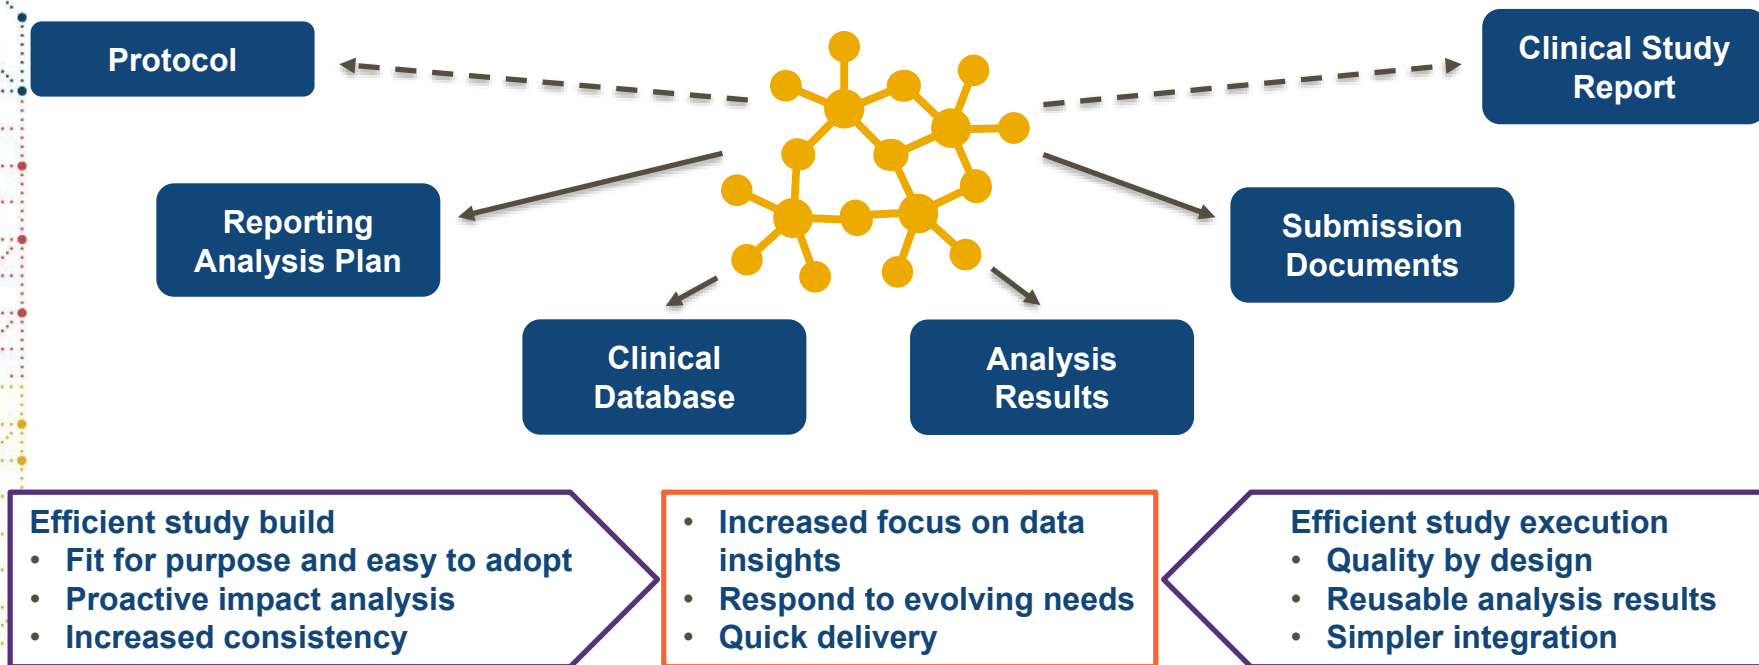 Protocol
Clinical Study
Report
Reporting
Analysis Plan
Submission
Documents
Clinical
Database
Analysis
Results
Efficient study build
• Fit for purpose and easy to adopt
• Proactive impact analysis
• Increased consistency
• Increased focus on data
insights
• Respond to evolving needs
• Quick delivery
Efficient study execution
• Quality by design
• Reusable analysis results
• Simpler integration